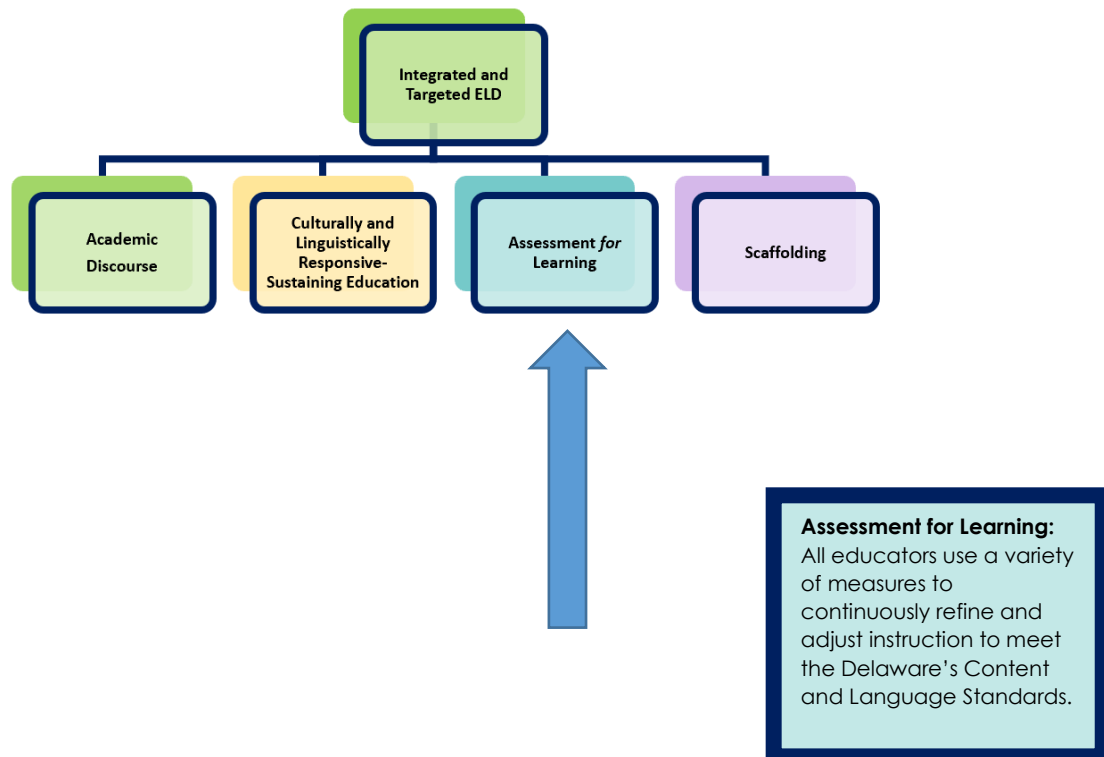 Integrated and
Targeted ELD
Academic
Discourse
Culturally and
Linguistically
Responsive-
Sustaining Education
Assessment for
Learning
Scaffolding
Assessment for Learning:
All educators use a variety
of measures to
continuously refine and
adjust instruction to meet
the Delaware’s Content
and Language Standards.